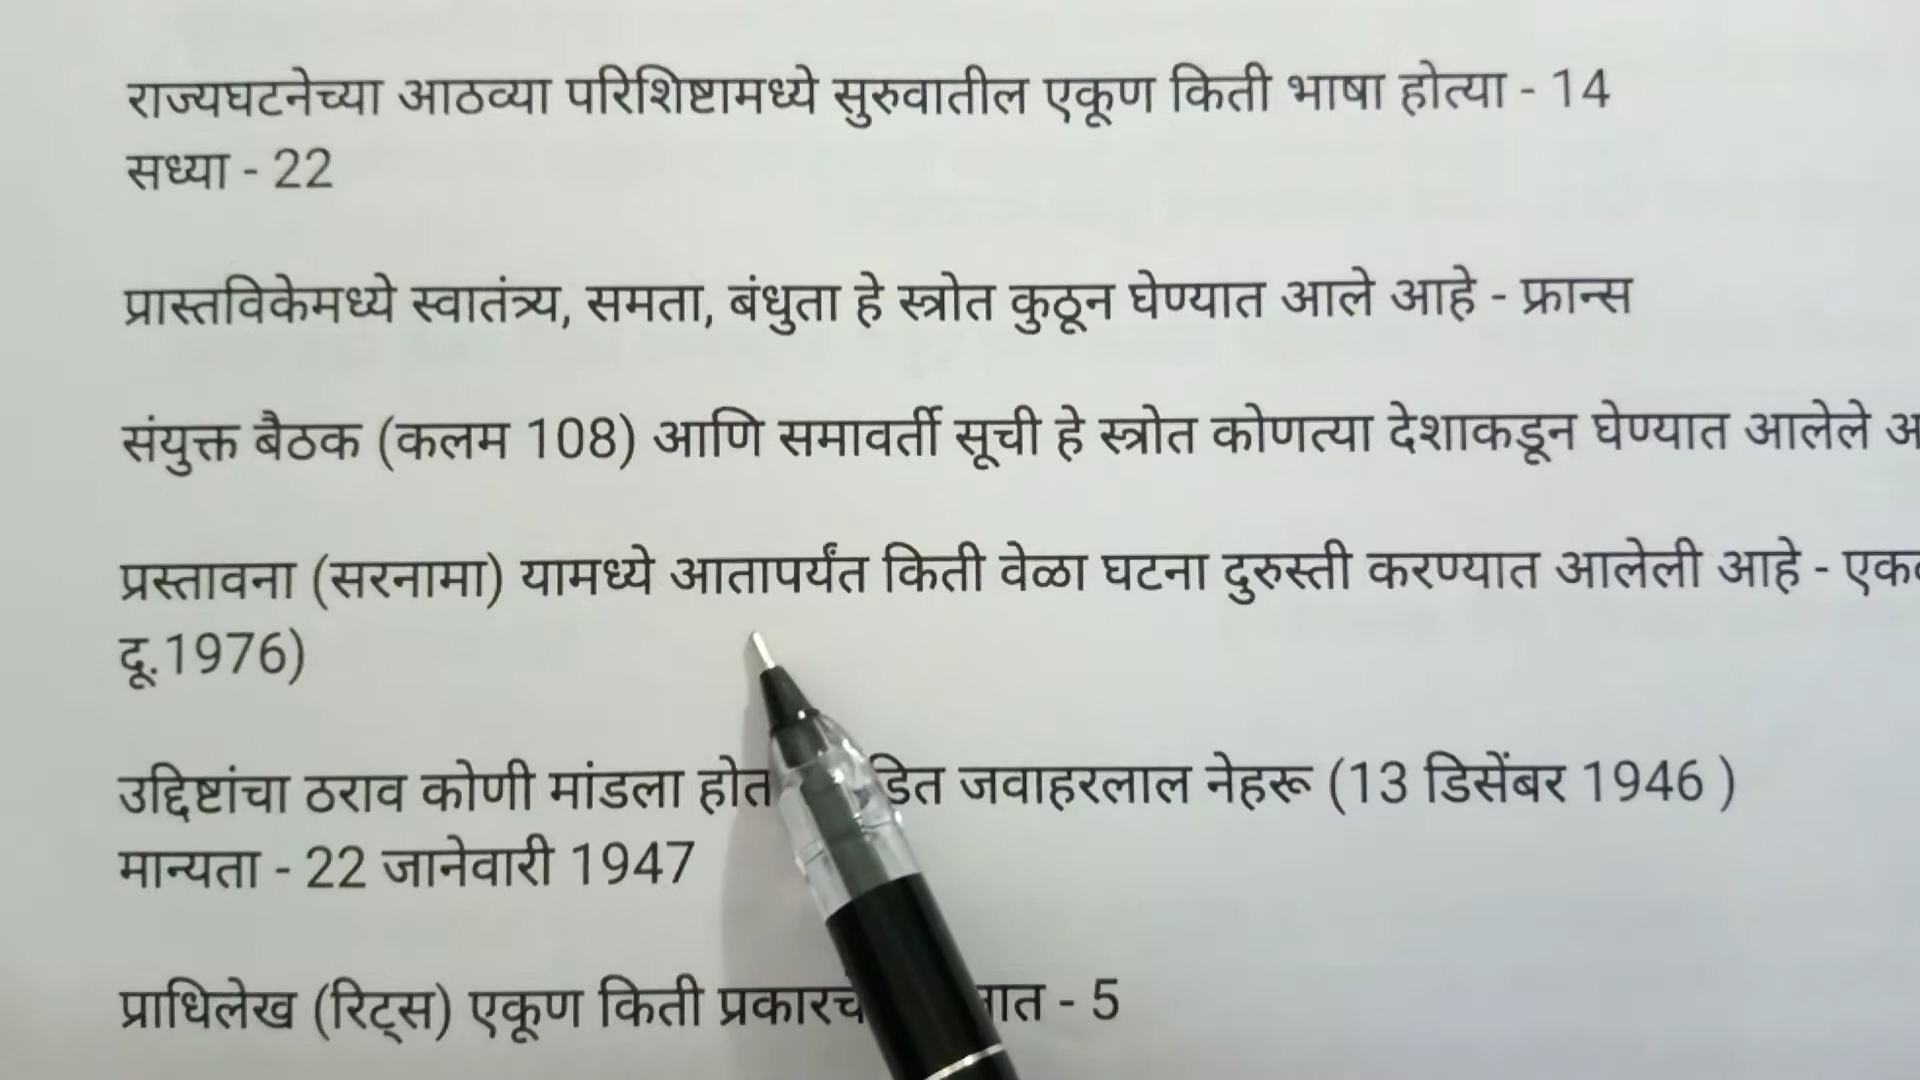 राज्यघटनेच्या आठव्या परिशिष्टामध्ये सुरुवातील एकूण किती भाषा होत्या - 14
सध्या - 22
प्रास्तविकेमध्ये स्वातंत्र्य, समता, बंधुता हे स्त्रोत कुठून घेण्यात आले आहे - फ्रान्स
संयुक्त बैठक (कलम 108) आणि समावर्ती सूची हे स्त्रोत कोणत्या देशाकडून घेण्यात आलेले
प्रस्तावना (सरनामा) यामध्ये आतापर्यंत किती वेळा घटना दुरुस्ती करण्यात आलेली आहे -
दू.1976)
उद्दिष्टांचा ठराव कोणी मांडला जवाहरलाल नेहरू (13 डिसेंबर 1946 )
मान्यता - 22 जानेवारी 1947
प्राधिलेख (रिट्स) एकूण किती - 5